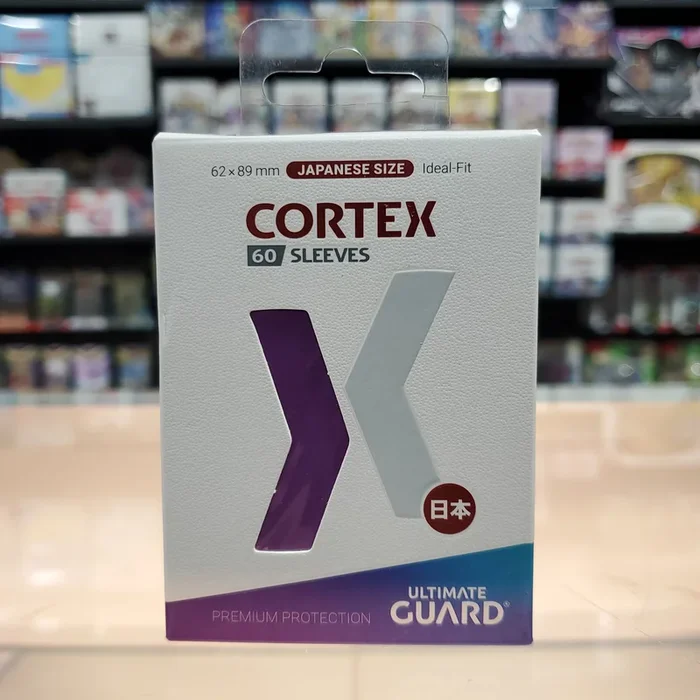 62 × 89 mm JAPANESE SIZE Ideal-Fit
CORTEX
60 SLEEVES
日本
PREMIUM PROTECTION
ULTIMATE
GUARD®